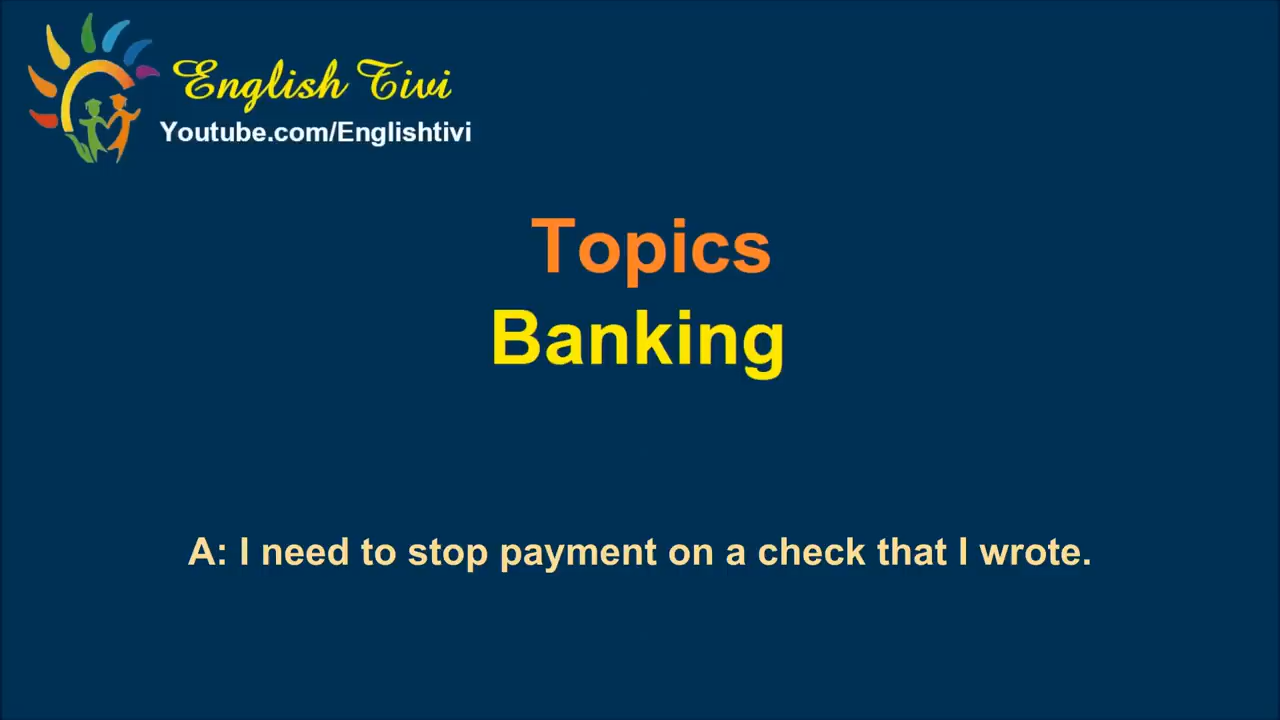 English Tivi
Youtube.com/Englishtivi
Topics
Banking
A: I need to stop payment on a check that I wrote.